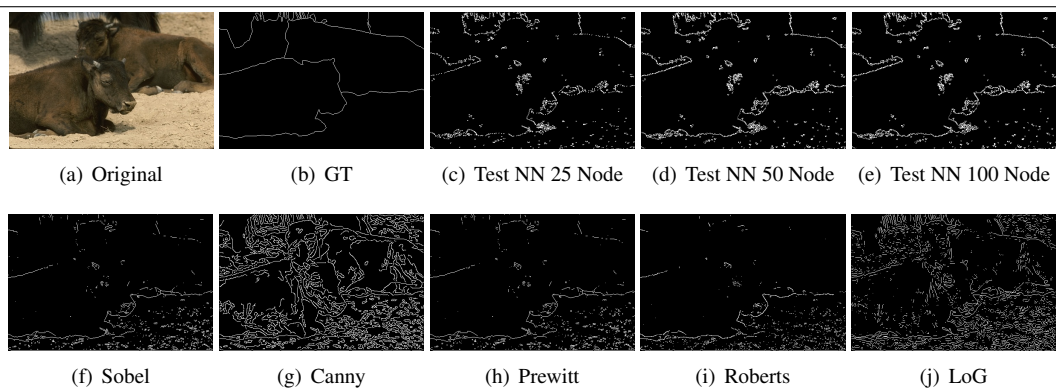 (a) Original
(b) GT
(c) Test NN 25 Node
(d) Test NN 50 Node
(e) Test NN 100 Node
(f) Sobel
(g) Canny
(h) Prewitt
(i) Roberts
(j) LoG